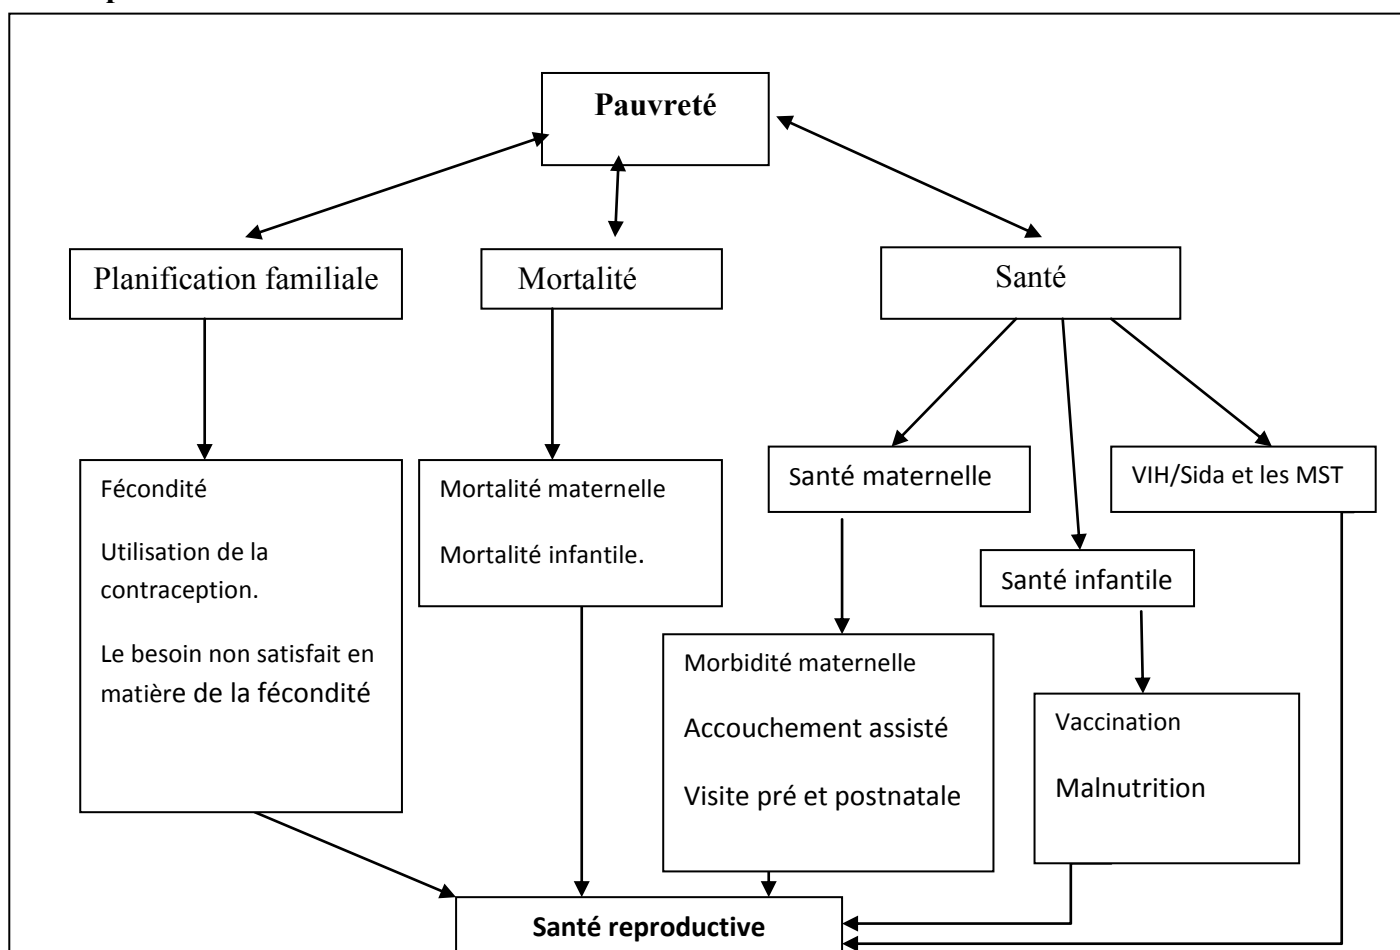 Pauvreté
Planification familiale
Mortalité
Santé
Fécondité
Utilisation de la
contraception.
Le besoin non satisfait en
matière de la fécondité
Mortalité maternelle
Mortalité infantile.
Santé maternelle
VIH/Sida et les MST
Santé infantile
Morbidité maternelle
Accouchement assisté
Visite pré et postnatale
Vaccination
Malnutrition
Santé reproductive